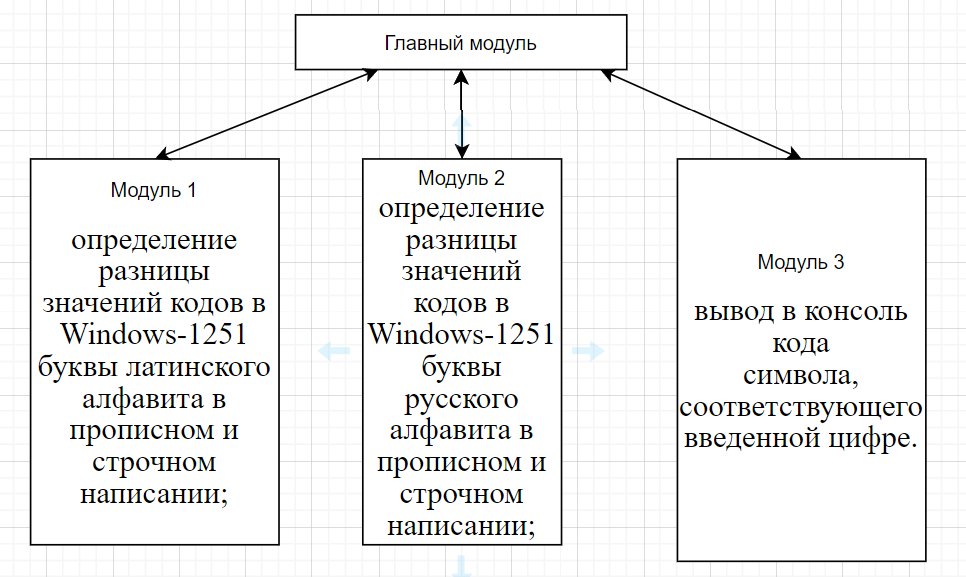 Главный модуль
Модуль 1
определение
разницы
значений кодов в
Windows-1251
буквы латинского
алфавита в
прописном и
строчном
написании;
Модуль 2
определение
разницы
значений
кодов в
Windows-1251
буквы
русского
алфавита в
прописном и
строчном
написании;
Модуль 3
вывод в консоль
кода
символа,
соответствующего
введенной цифре.